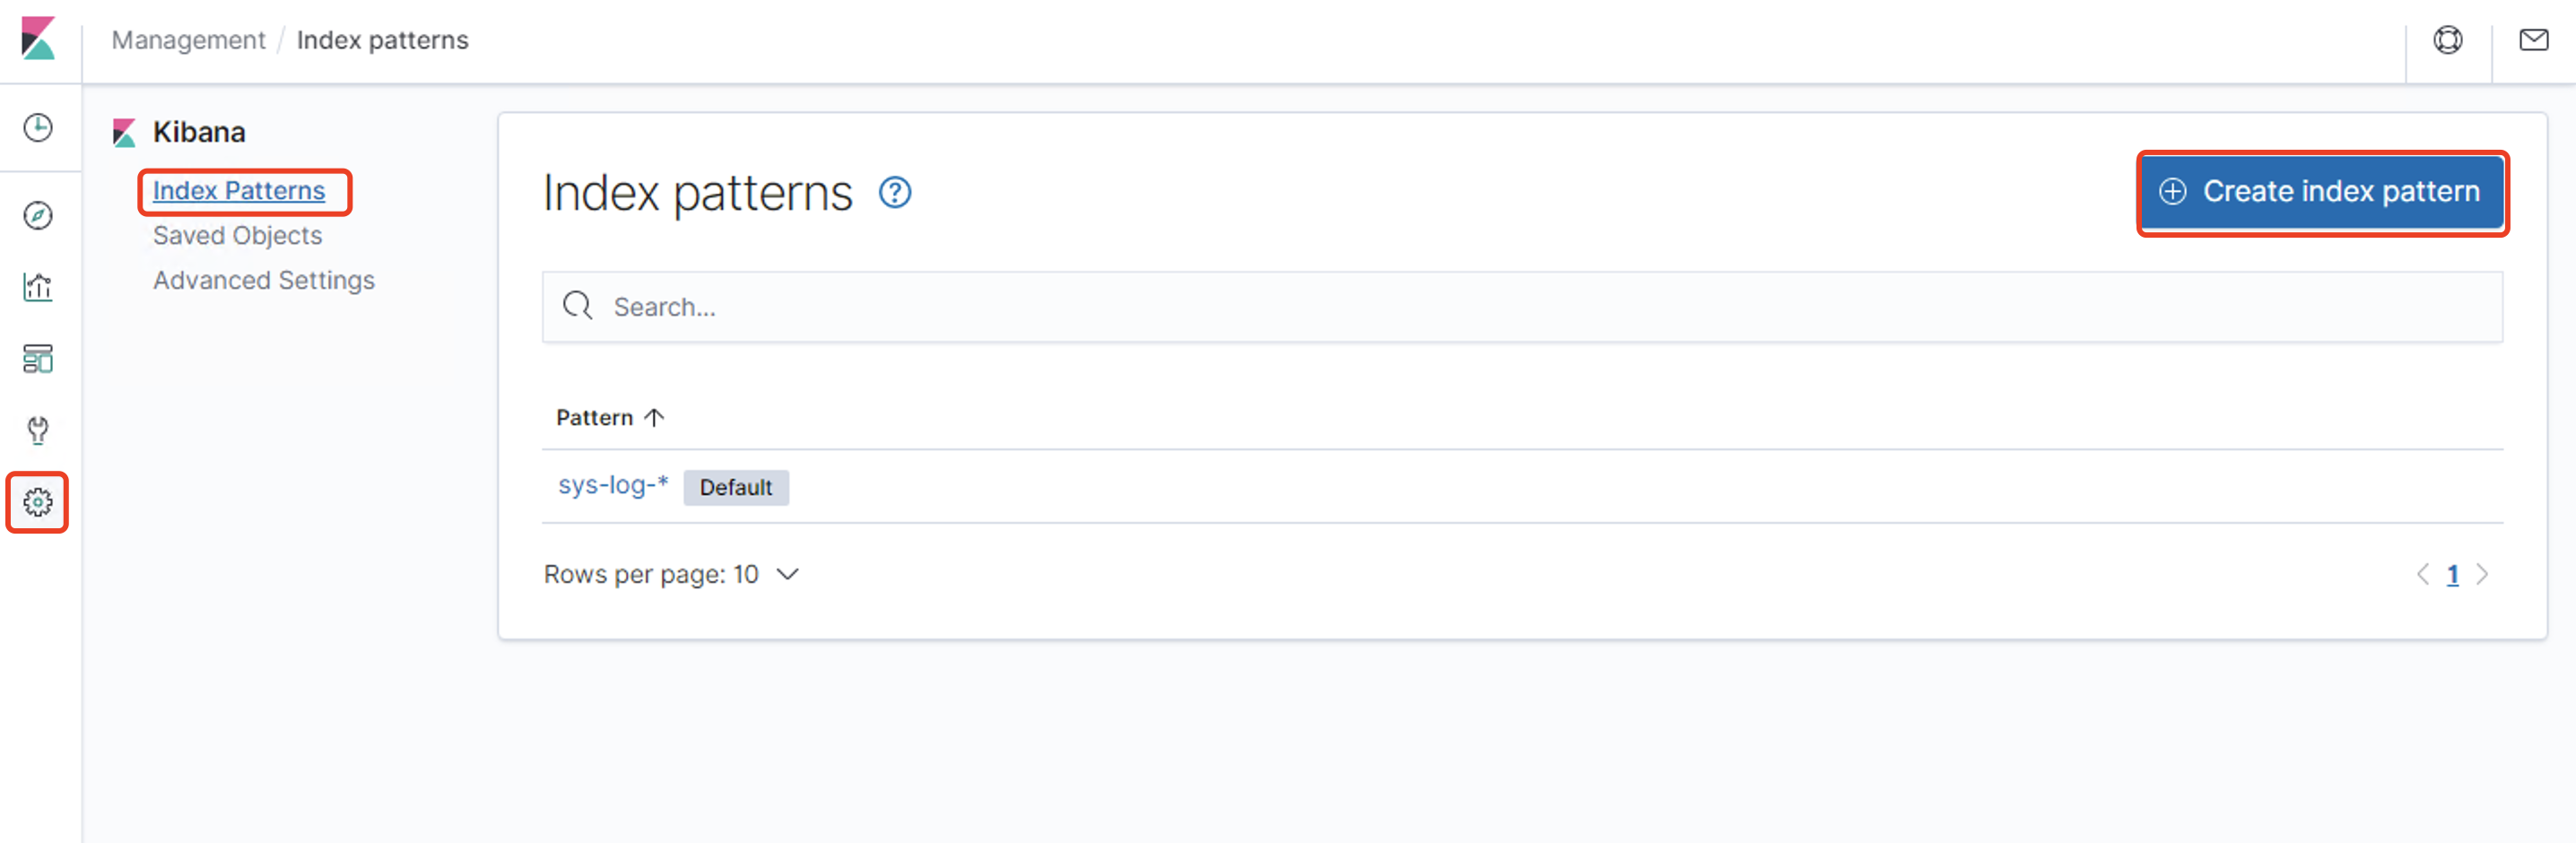 Management / Index patterns
Kibana
Index Patterns
Saved Objects
Advanced Settings
Index patterns
Create index pattern
Search...
Pattern
sys-log-* Default
Rows per page: 10
1